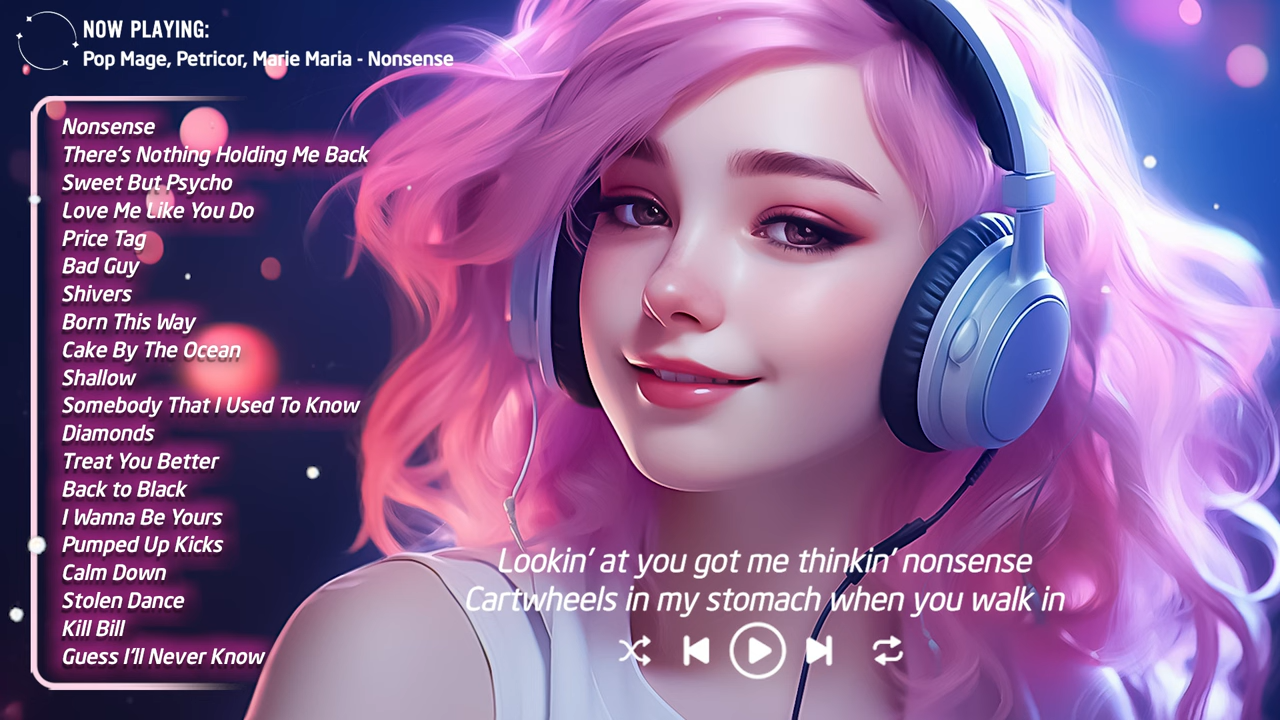 NOW PLAYING:
Pop Mage, Petricor, Marie Maria - Nonsense
Nonsense
There's Nothing Holding Me Back
Sweet But Psycho
Love Me Like You Do
Price Tag
Bad Guy
Shivers
Born This Way
Cake By The Ocean
Shallow
Somebody That I Used To Know
Diamonds
Treat You Better
Back to Black
I Wanna Be Yours
Pumped Up Kicks
Calm Down
Stolen Dance
Kill Bill
Guess I'll Never Know
Lookin' at you got me thinkin' nonsense
Cartwheels in my stomach when you walk in